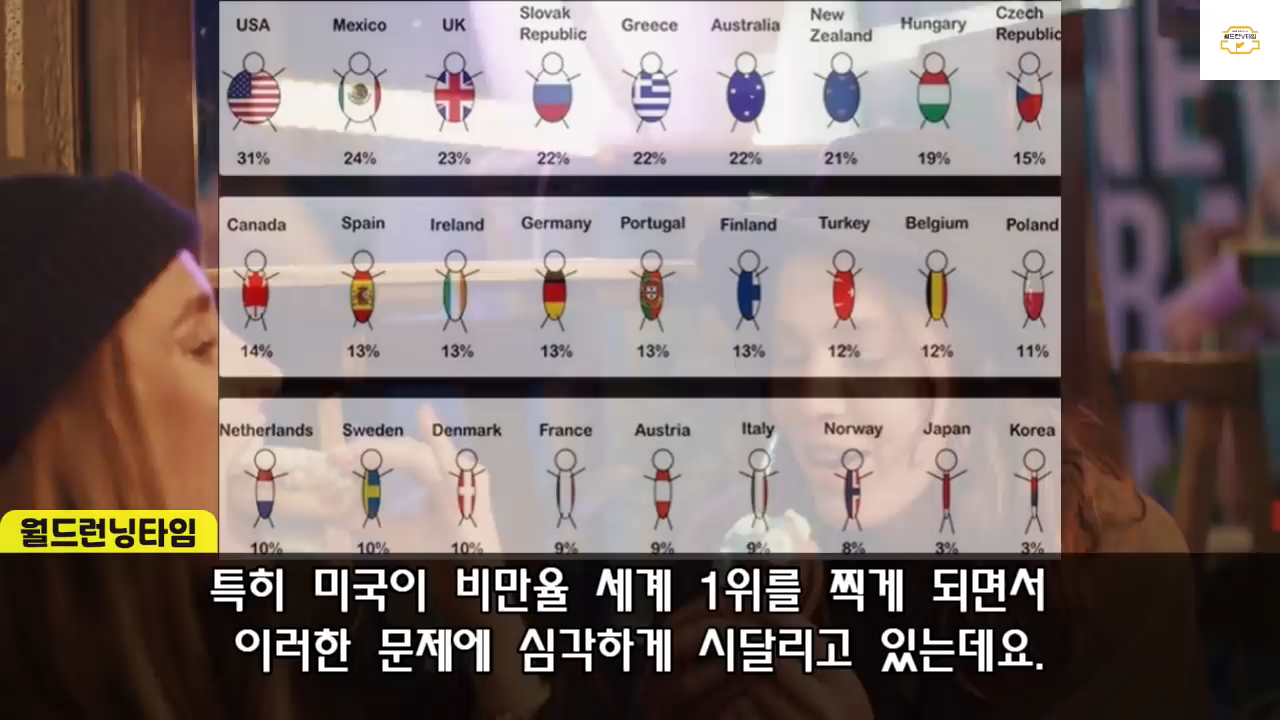 USA Mexico UK Slovak Republic Greece Australia New Zealand Hungary Czech Republic
31% 24% 23% 22% 22% 22% 21% 19% 15%
Canada Spain Ireland Germany Portugal Finland Turkey Belgium Poland
14% 13% 13% 13% 13% 13% 12% 12% 11%
Netherlands Sweden Denmark France Austria Italy Norway Japan Korea
10% 10% 10% 9% 9% 9% 8% 3% 3%
월드런닝타임
특히 미국이 비만율 세계 1위를 찍게 되면서
이러한 문제에 심각하게 시달리고 있는데요.